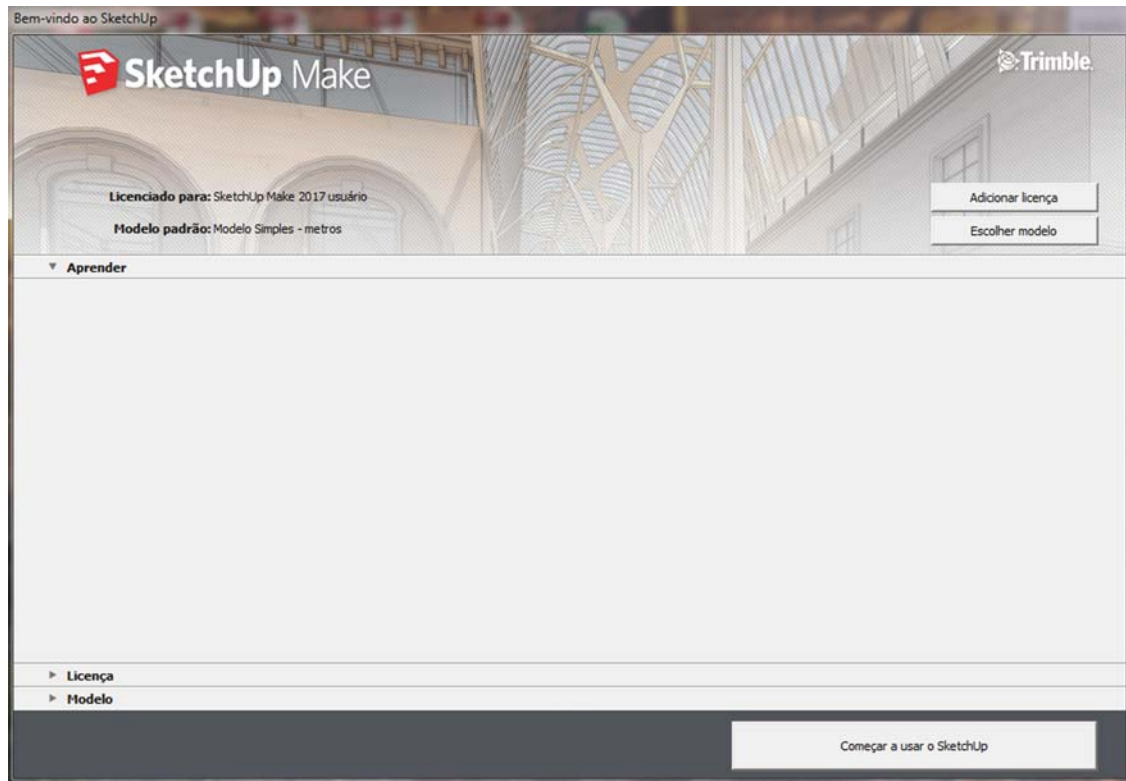 Bem-vindo ao SketchUp
SketchUp Make
Trimble.
Licenciado para: SketchUp Make 2017 usuário
Adicionar licença
Modelo padrão: Modelo Simples - metros
Escolher modelo
Aprender
Licença
Modelo
Começar a usar o SketchUp